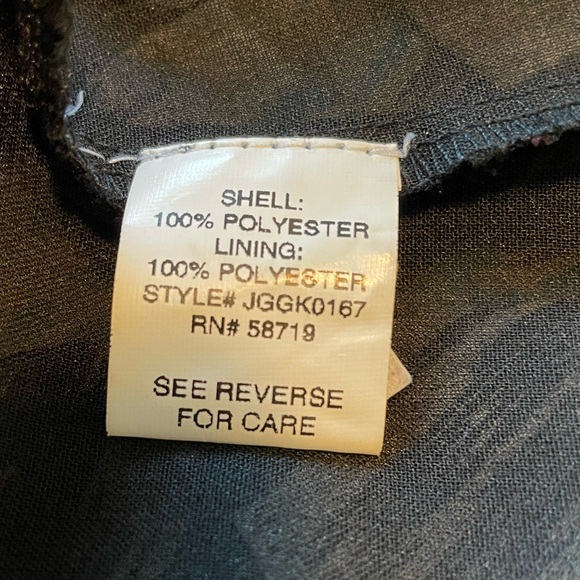 SHELL:
100% POLYESTER
LINING:
100% POLYESTER
STYLE# JGGK0167
RN# 58719
SEE REVERSE
FOR CARE